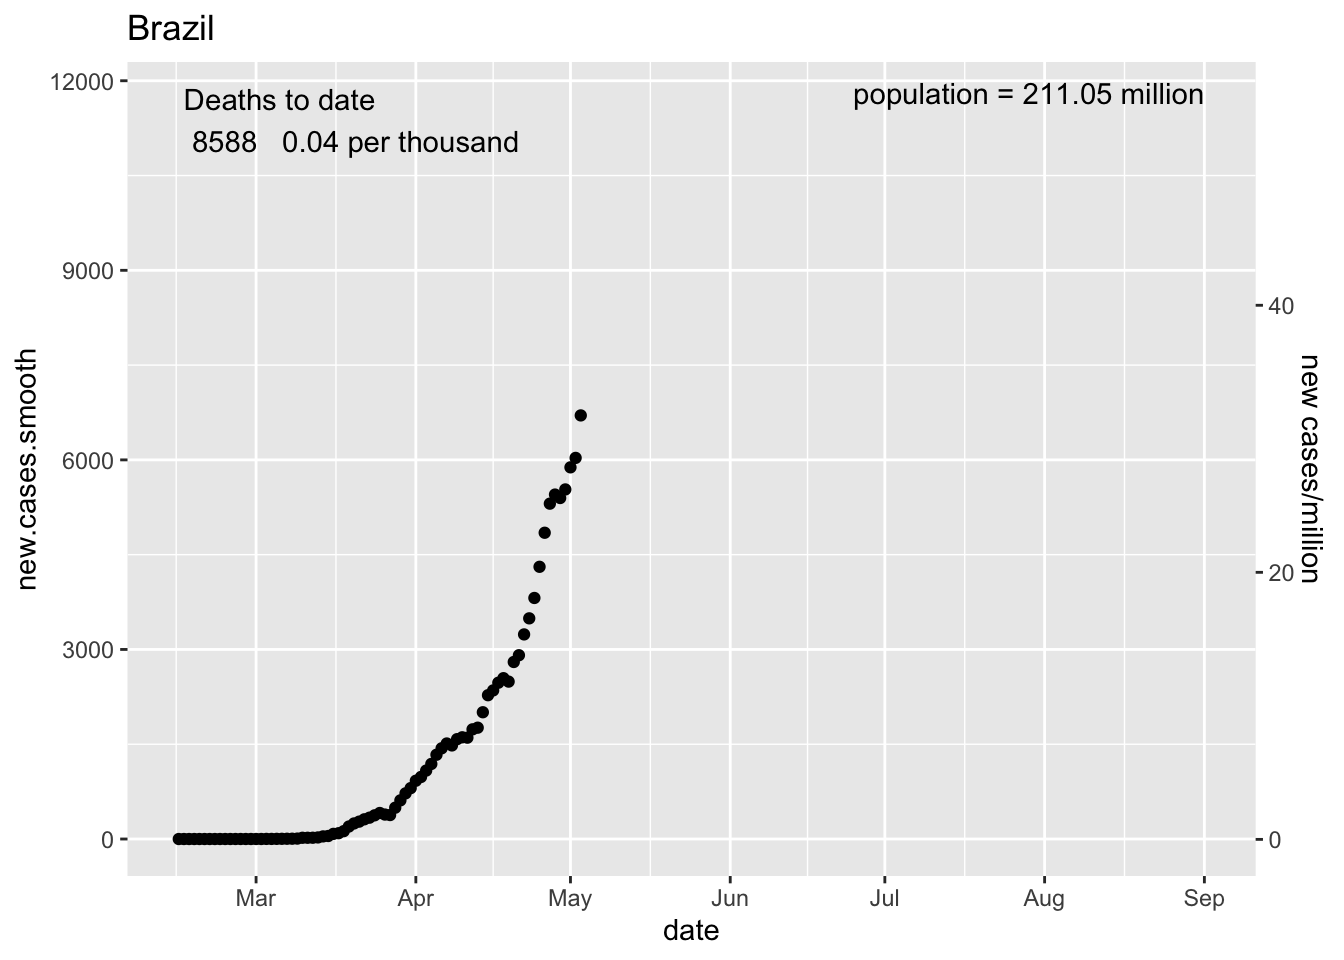 Brazil
12000
Deaths to date
population = 211.05 million
8588 0.04 per thousand
9000
40
new.cases.smooth
new cases/million
6000
20
3000
0
0
Mar Apr May Jun Jul Aug Sep
date